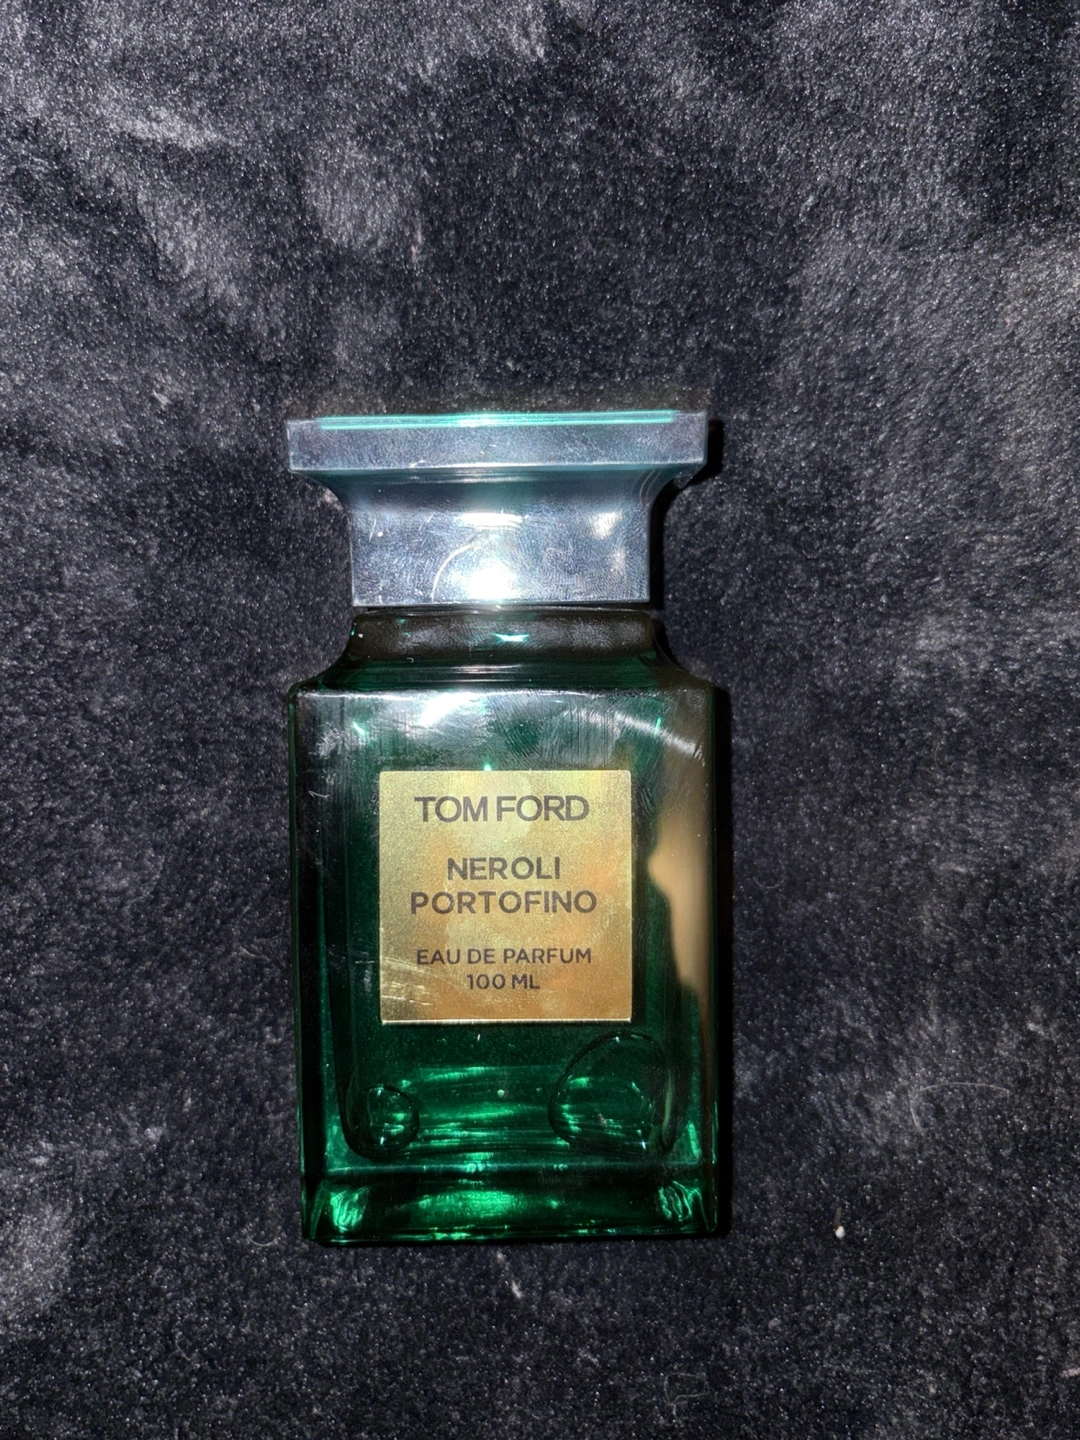 TOM FORD
NEROLI
PORTOFINO
EAU DE PARFUM
100 ML